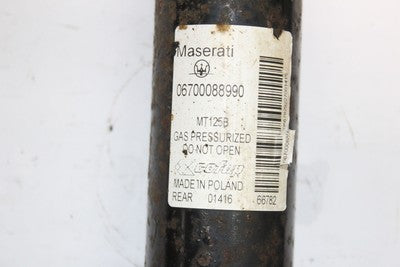 Maserati
06700088990
MT125B
GAS PRESSURIZED
DO NOT OPEN
MADE IN POLAND
REAR 01416 66782